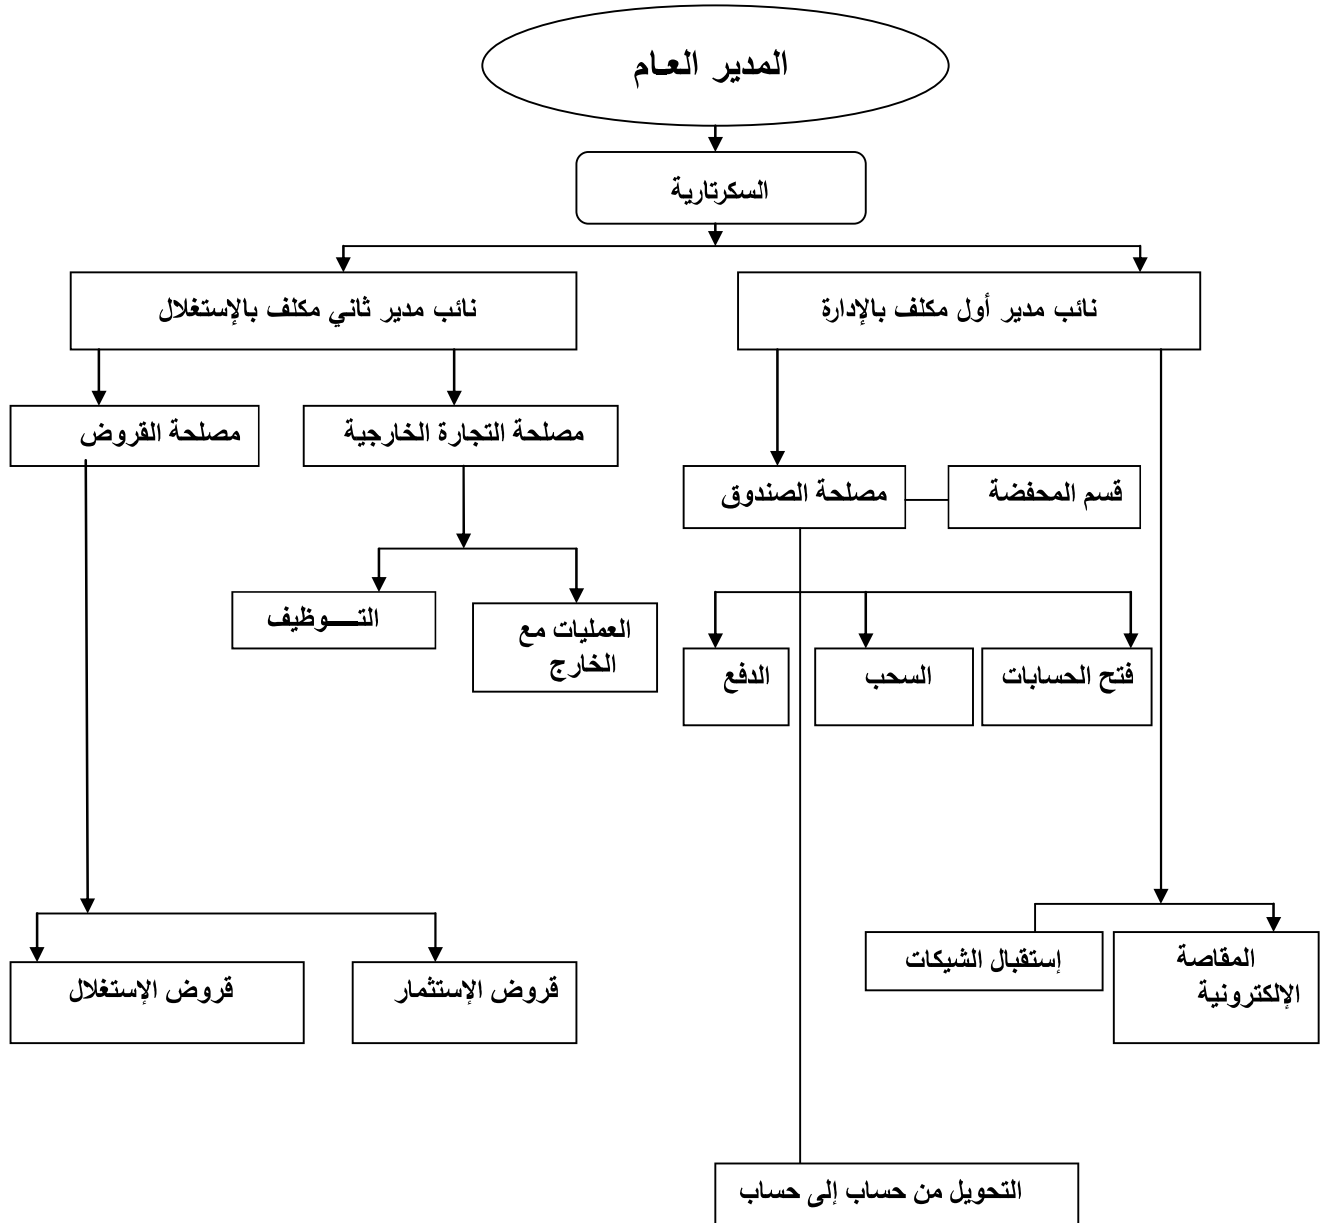 المدير العـام
السكرتارية
نائب مدير أول مكلف بالإدارة
نائب مدير ثاني مكلف بالإستغلال
مصلحة التجارة الخارجية
مصلحة القروض
قسم المحفضة
مصلحة الصندوق
العمليات مع
الخارج
التـــوظيف
فتح الحسابات
السحب
الدفع
المقاصة
الإلكترونية
إستقبال الشيكات
قروض الإستثمار
قروض الإستغلال
التحويل من حساب إلى حساب